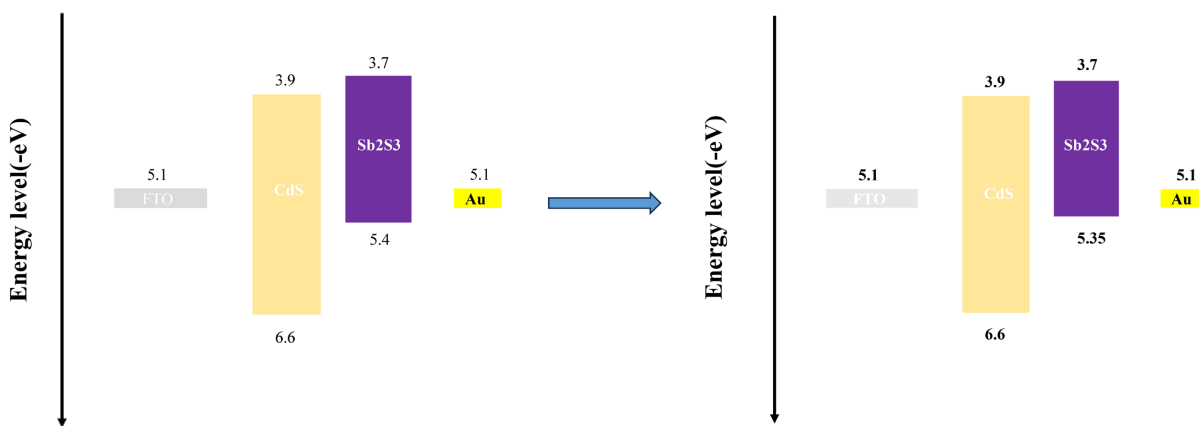 Energy level(-eV)
5.1
FTO
3.9
CdS
6.6
3.7
Sb2S3
5.4
5.1
Au
Energy level(-eV)
5.1
FTO
3.9
CdS
6.6
3.7
Sb2S3
5.35
5.1
Au